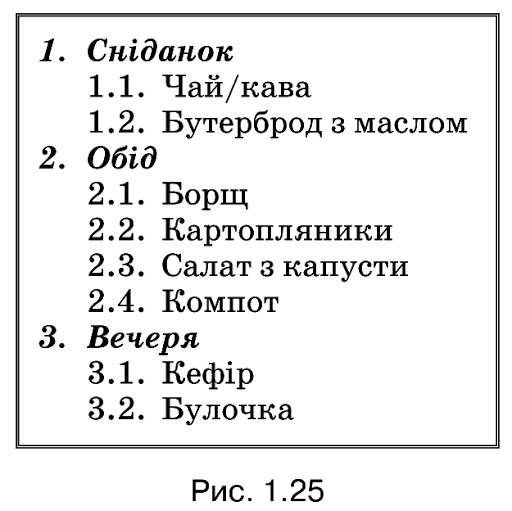 1. Сніданок
1.1. Чай/кава
1.2. Бутерброд з маслом
2. Обід
2.1. Борщ
2.2. Картопляники
2.3. Салат з капусти
2.4. Компот
3. Вечеря
3.1. Кефір
3.2. Булочка
Рис. 1.25